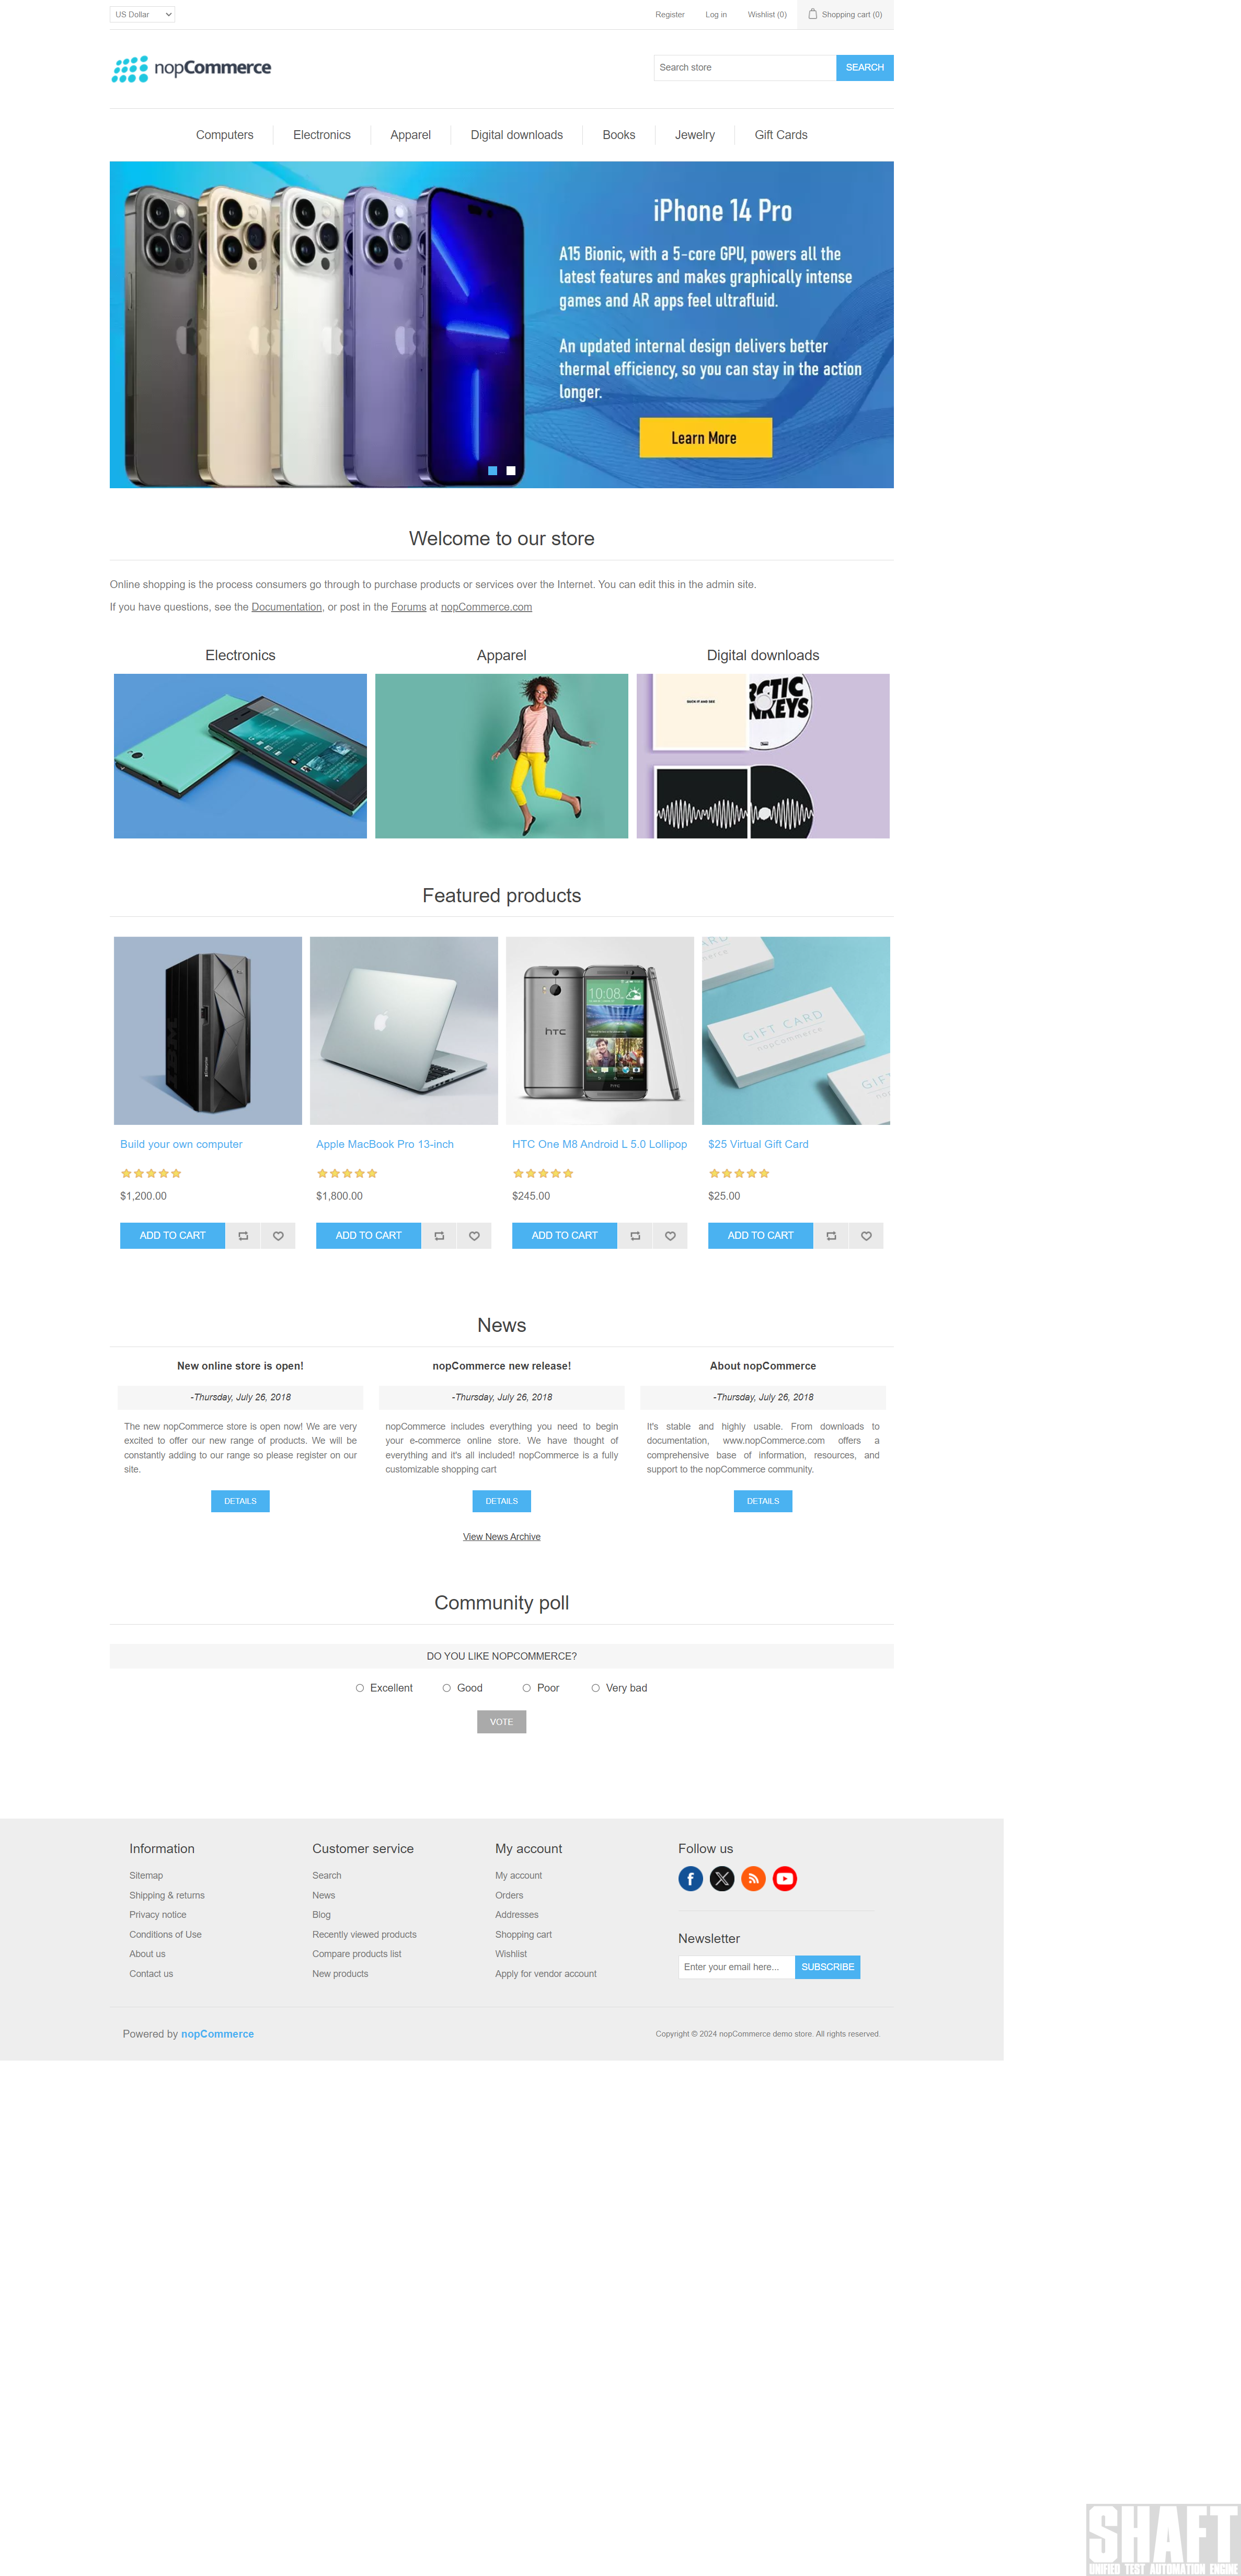 US Dollar
Register
Log in
Wishlist (0)
Shopping cart (0)
nopCommerce
Search store
SEARCH
Computers
Electronics
Apparel
Digital downloads
Books
Jewelry
Gift Cards
iPhone 14 Pro
A15 Bionic, with a 5-core GPU, powers all the
latest features and makes graphically intense
games and AR apps feel ultrafluid.
An updated internal design delivers better
thermal efficiency, so you can stay in the action
longer.
Learn More
Welcome to our store
Online shopping is the process consumers go through to purchase products or services over the Internet. You can edit this in the admin site.
If you have questions, see the Documentation, or post in the Forums at nopCommerce.com
Electronics
Apparel
Digital downloads
SUCK IT AND SEE
Featured products
10:08
hTC
GIFT CARD
nopCommerce
Build your own computer
$1,200.00
ADD TO CART
Apple MacBook Pro 13-inch
$1,800.00
ADD TO CART
HTC One M8 Android L 5.0 Lollipop
$245.00
ADD TO CART
$25 Virtual Gift Card
$25.00
ADD TO CART
News
New online store is open!
-Thursday, July 26, 2018
The new nopCommerce store is open now! We are very
excited to offer our new range of products. We will be
constantly adding to our range so please register on our
site.
DETAILS
nopCommerce new release!
-Thursday, July 26, 2018
nopCommerce includes everything you need to begin
your e-commerce online store. We have thought of
everything and it's all included! nopCommerce is a fully
customizable shopping cart
DETAILS
About nopCommerce
-Thursday, July 26, 2018
It's stable and highly usable. From downloads to
documentation, www.nopCommerce.com offers a
comprehensive base of information, resources, and
support to the nopCommerce community.
DETAILS
View News Archive
Community poll
DO YOU LIKE NOPCOMMERCE?
Excellent
Good
Poor
Very bad
VOTE
Information
Sitemap
Shipping & returns
Privacy notice
Conditions of Use
About us
Contact us
Customer service
Search
News
Blog
Recently viewed products
Compare products list
New products
My account
My account
Orders
Addresses
Shopping cart
Wishlist
Apply for vendor account
Follow us
Newsletter
Enter your email here...
SUBSCRIBE
Powered by nopCommerce
Copyright © 2024 nopCommerce demo store. All rights reserved.
SHAFT
UNIFIED TEST AUTOMATION ENGINE